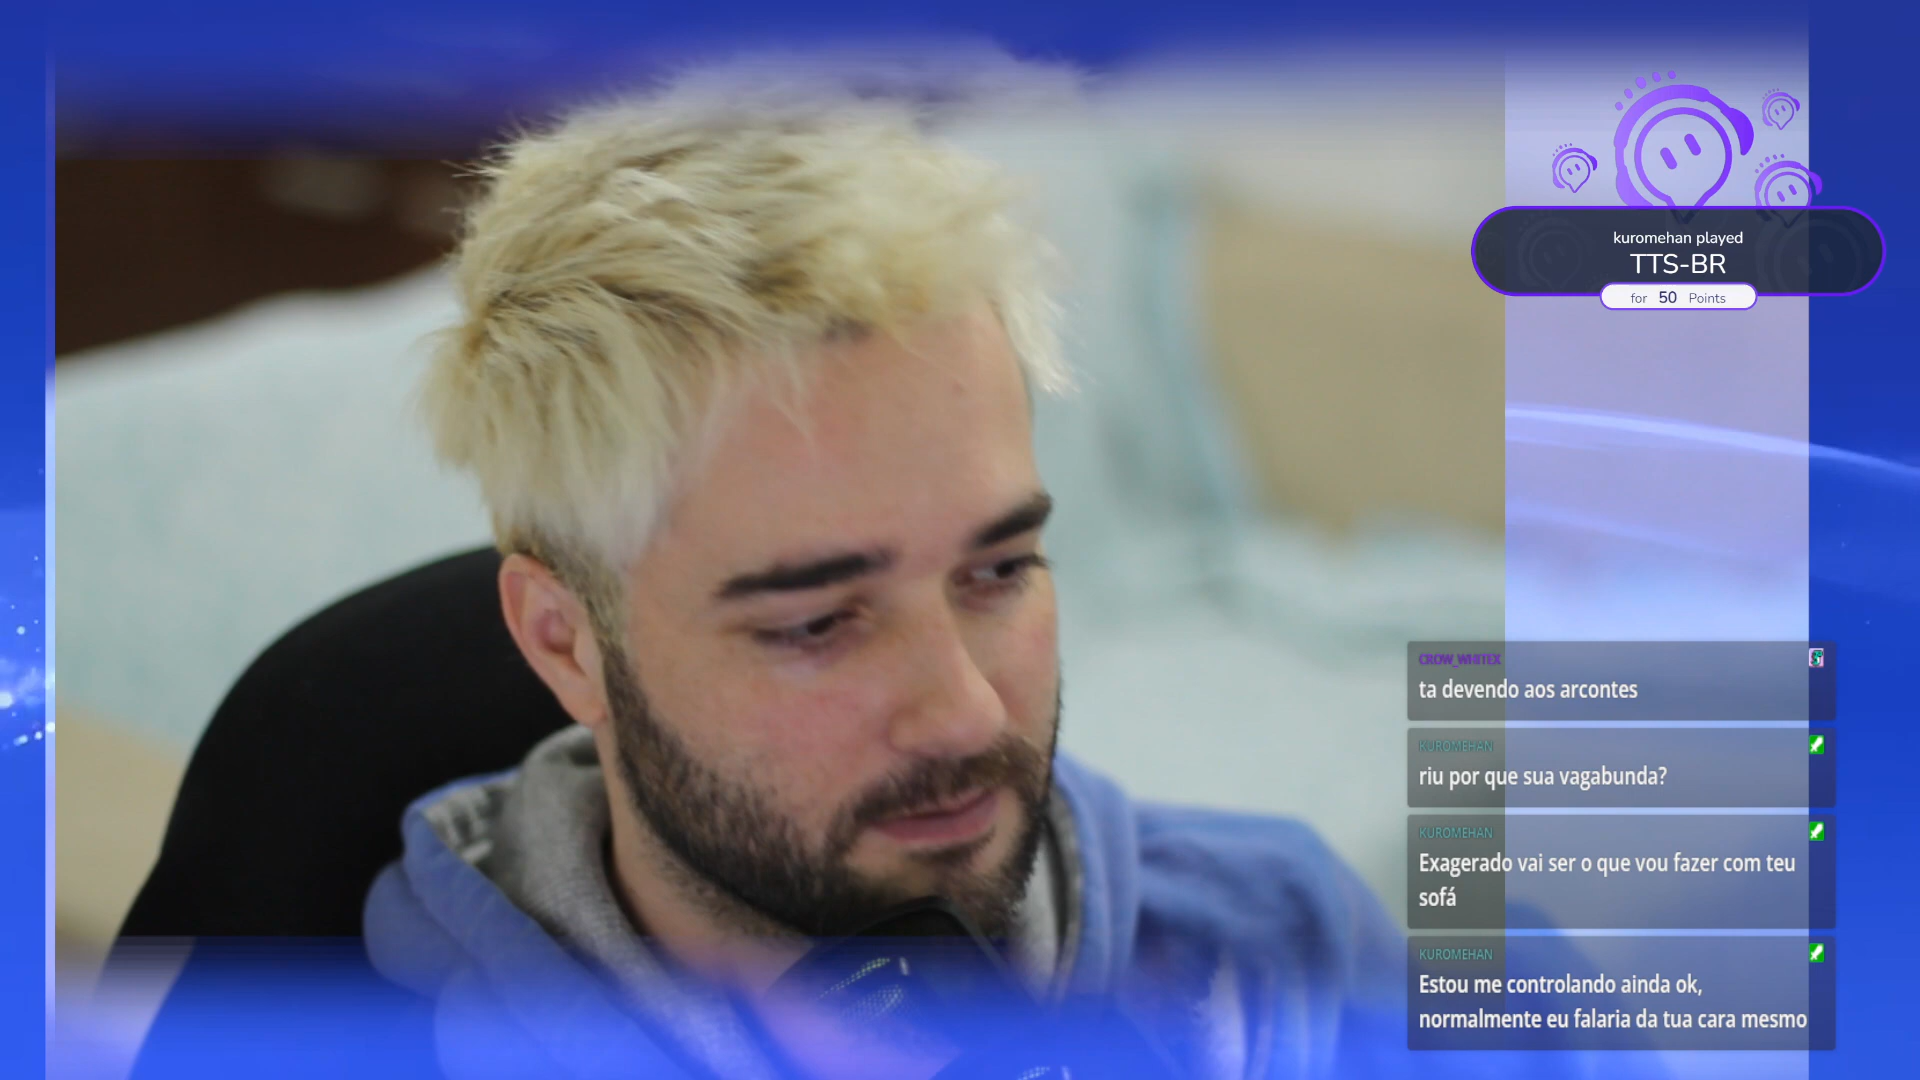 kuromehan played
TTS-BR
for 50 Points
CROW_WHITEX
ta devendo aos arcontes
KUROMEHAN
riu por que sua vagabunda?
KUROMEHAN
Exagerado vai ser o que vou fazer com teu
sofá
KUROMEHAN
Estou me controlando ainda ok,
normalmente eu falaria da tua cara mesmo